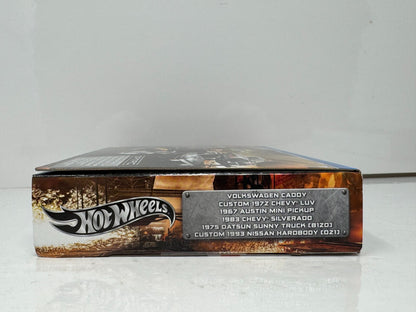 HOT WHEELS
VOLKSWAGEN CADDY
CUSTOM 1972 CHEVY LUV
1967 AUSTIN MINI PICKUP
1983 CHEVY SILVERADO
1975 DATSUN SUNNY TRUCK (B120)
CUSTOM 1993 NISSAN HARDBODY (D21)